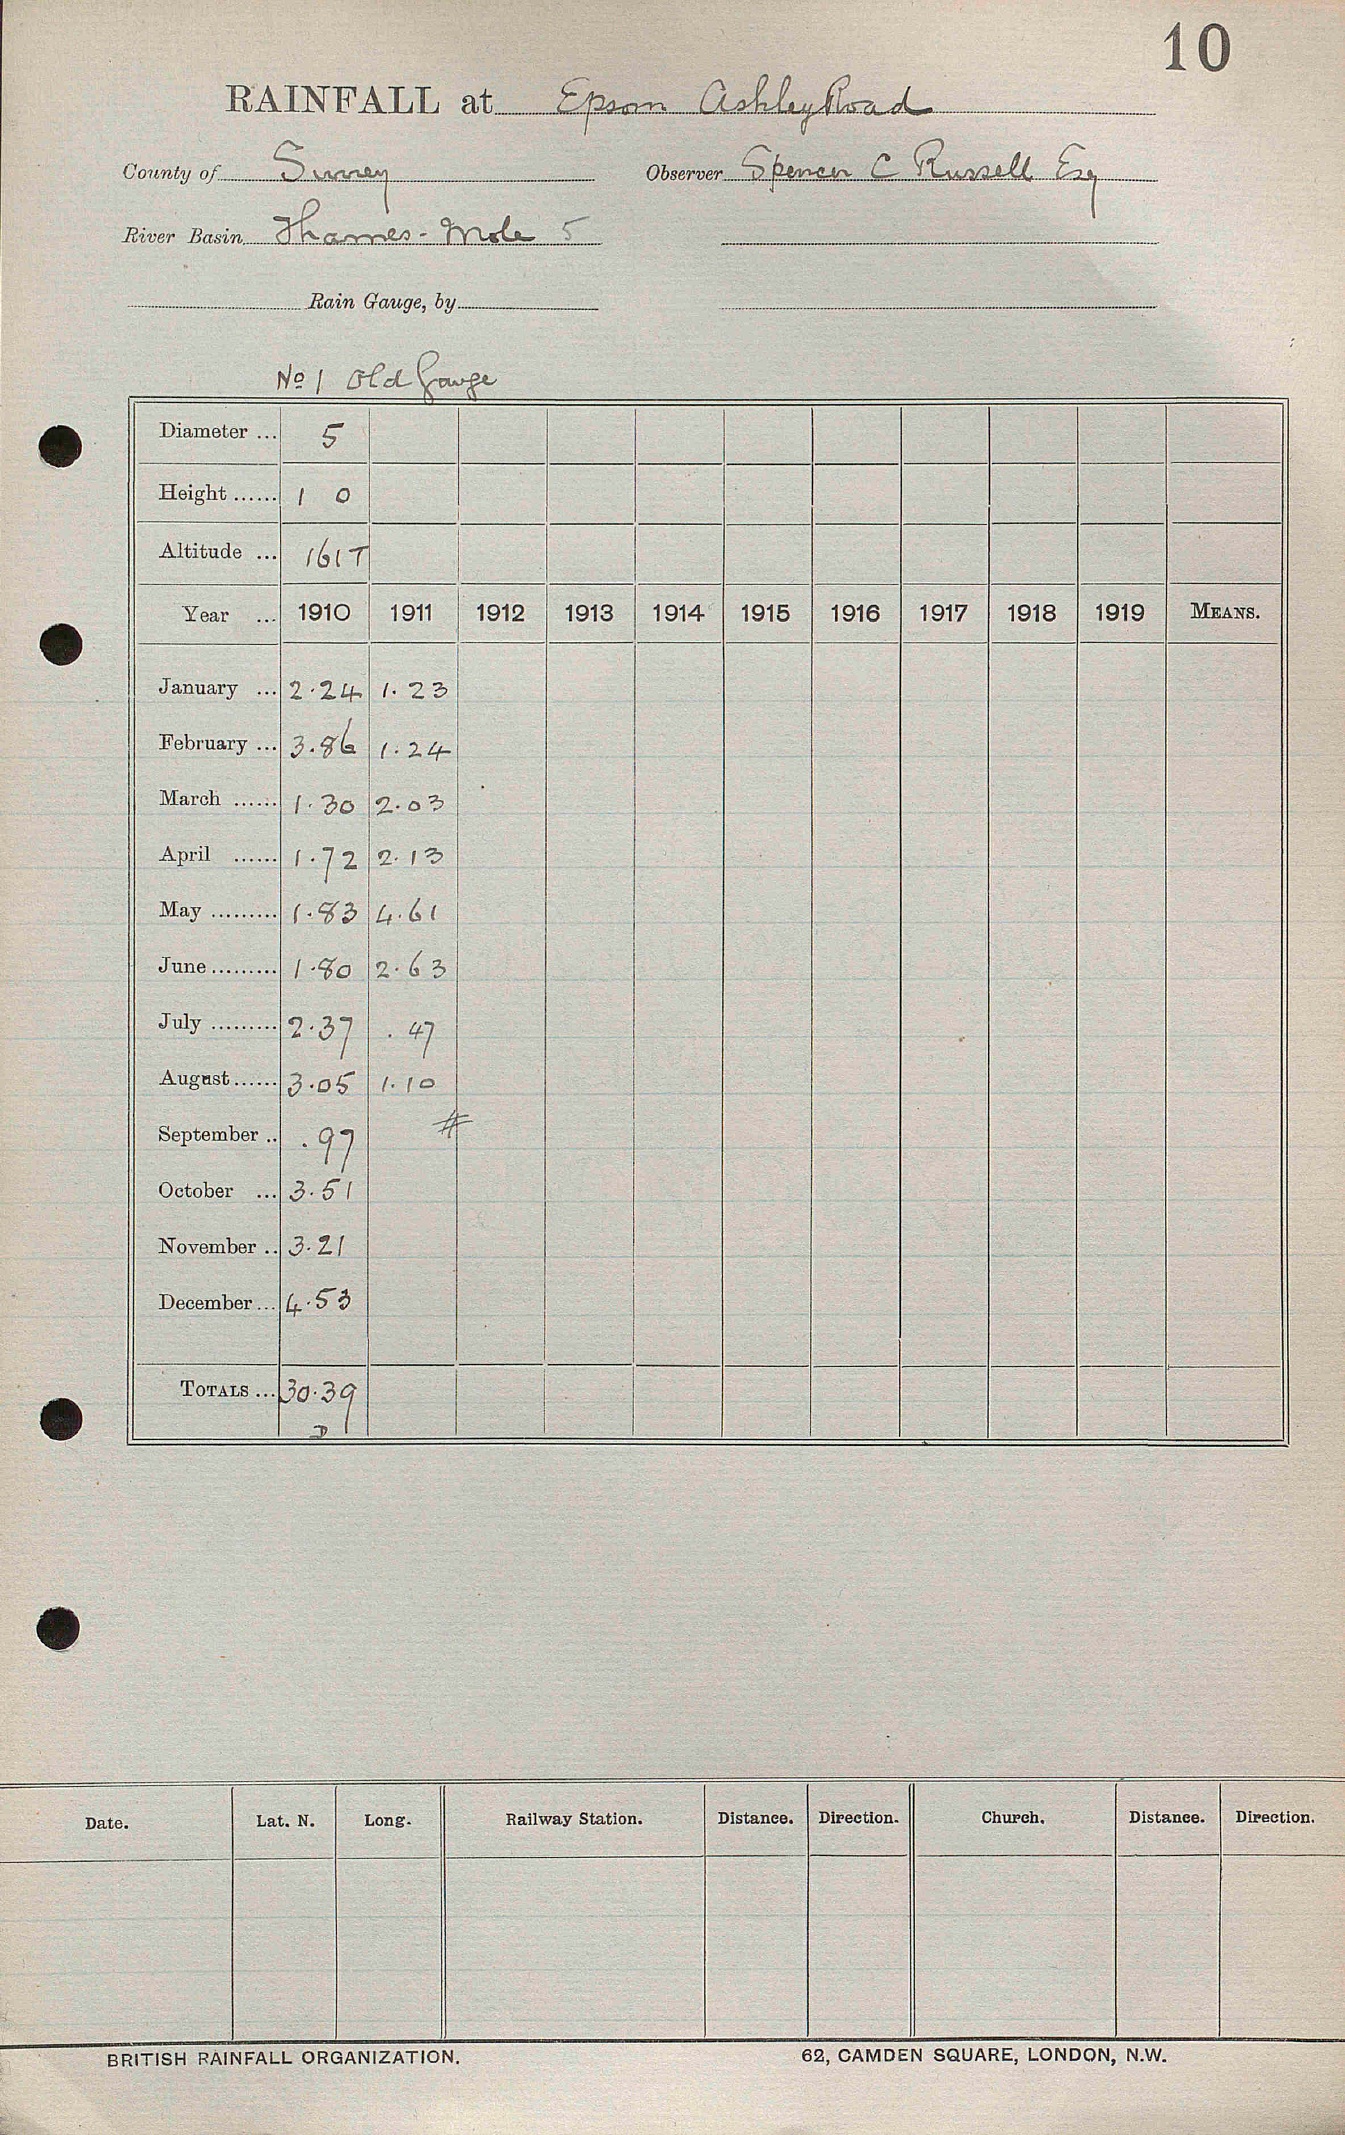 10
RAINFALL at Epsom Ashley Road
County of Surrey Observer Spencer C Russell Esq
River Basin Thames - Mole 5
Rain Gauge, by
No 1 Old Gauge
Diameter ... 5
Height ...... 1 0
Altitude ... 161T
Year ... 1910 1911 1912 1913 1914 1915 1916 1917 1918 1919 MEANS.
January ... 2.24 1.23
February ... 3.86 1.24
March ...... 1.30 2.03
April ...... 1.72 2.13
May ......... 1.83 4.61
June ......... 1.80 2.63
July ......... 2.37 .47
August ...... 3.05 1.10
September .. .97 #
October ... 3.51
November .. 3.21
December ... 4.53
TOTALS ... 30.39
D
Date. Lat. N. Long. Railway Station. Distance. Direction. Church. Distance. Direction.
BRITISH RAINFALL ORGANIZATION. 62, CAMDEN SQUARE, LONDON, N.W.